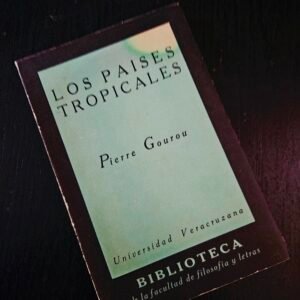 LOS PAISES
TROPICALES
Pierre Gourou
Universidad Veracruzana
BIBLIOTECA
de la facultad de filosofía y letras